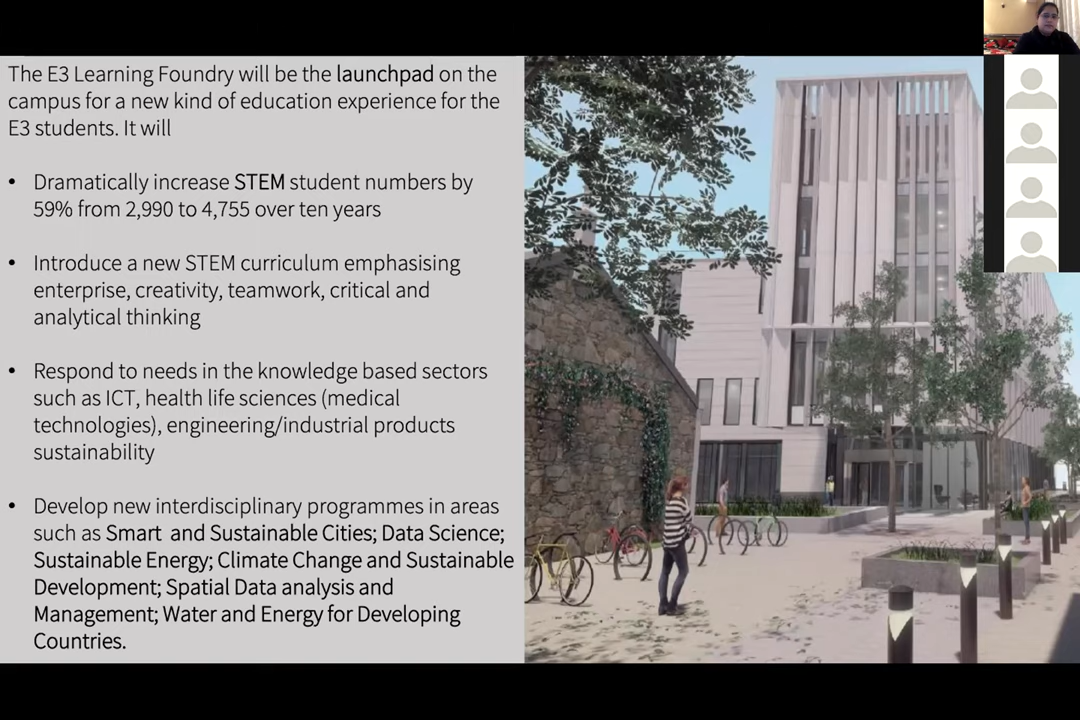 The E3 Learning Foundry will be the launchpad on the
campus for a new kind of education experience for the
E3 students. It will
• Dramatically increase STEM student numbers by
59% from 2,990 to 4,755 over ten years
• Introduce a new STEM curriculum emphasising
enterprise, creativity, teamwork, critical and
analytical thinking
• Respond to needs in the knowledge based sectors
such as ICT, health life sciences (medical
technologies), engineering/industrial products
sustainability
• Develop new interdisciplinary programmes in areas
such as Smart and Sustainable Cities; Data Science;
Sustainable Energy; Climate Change and Sustainable
Development; Spatial Data analysis and
Management; Water and Energy for Developing
Countries.